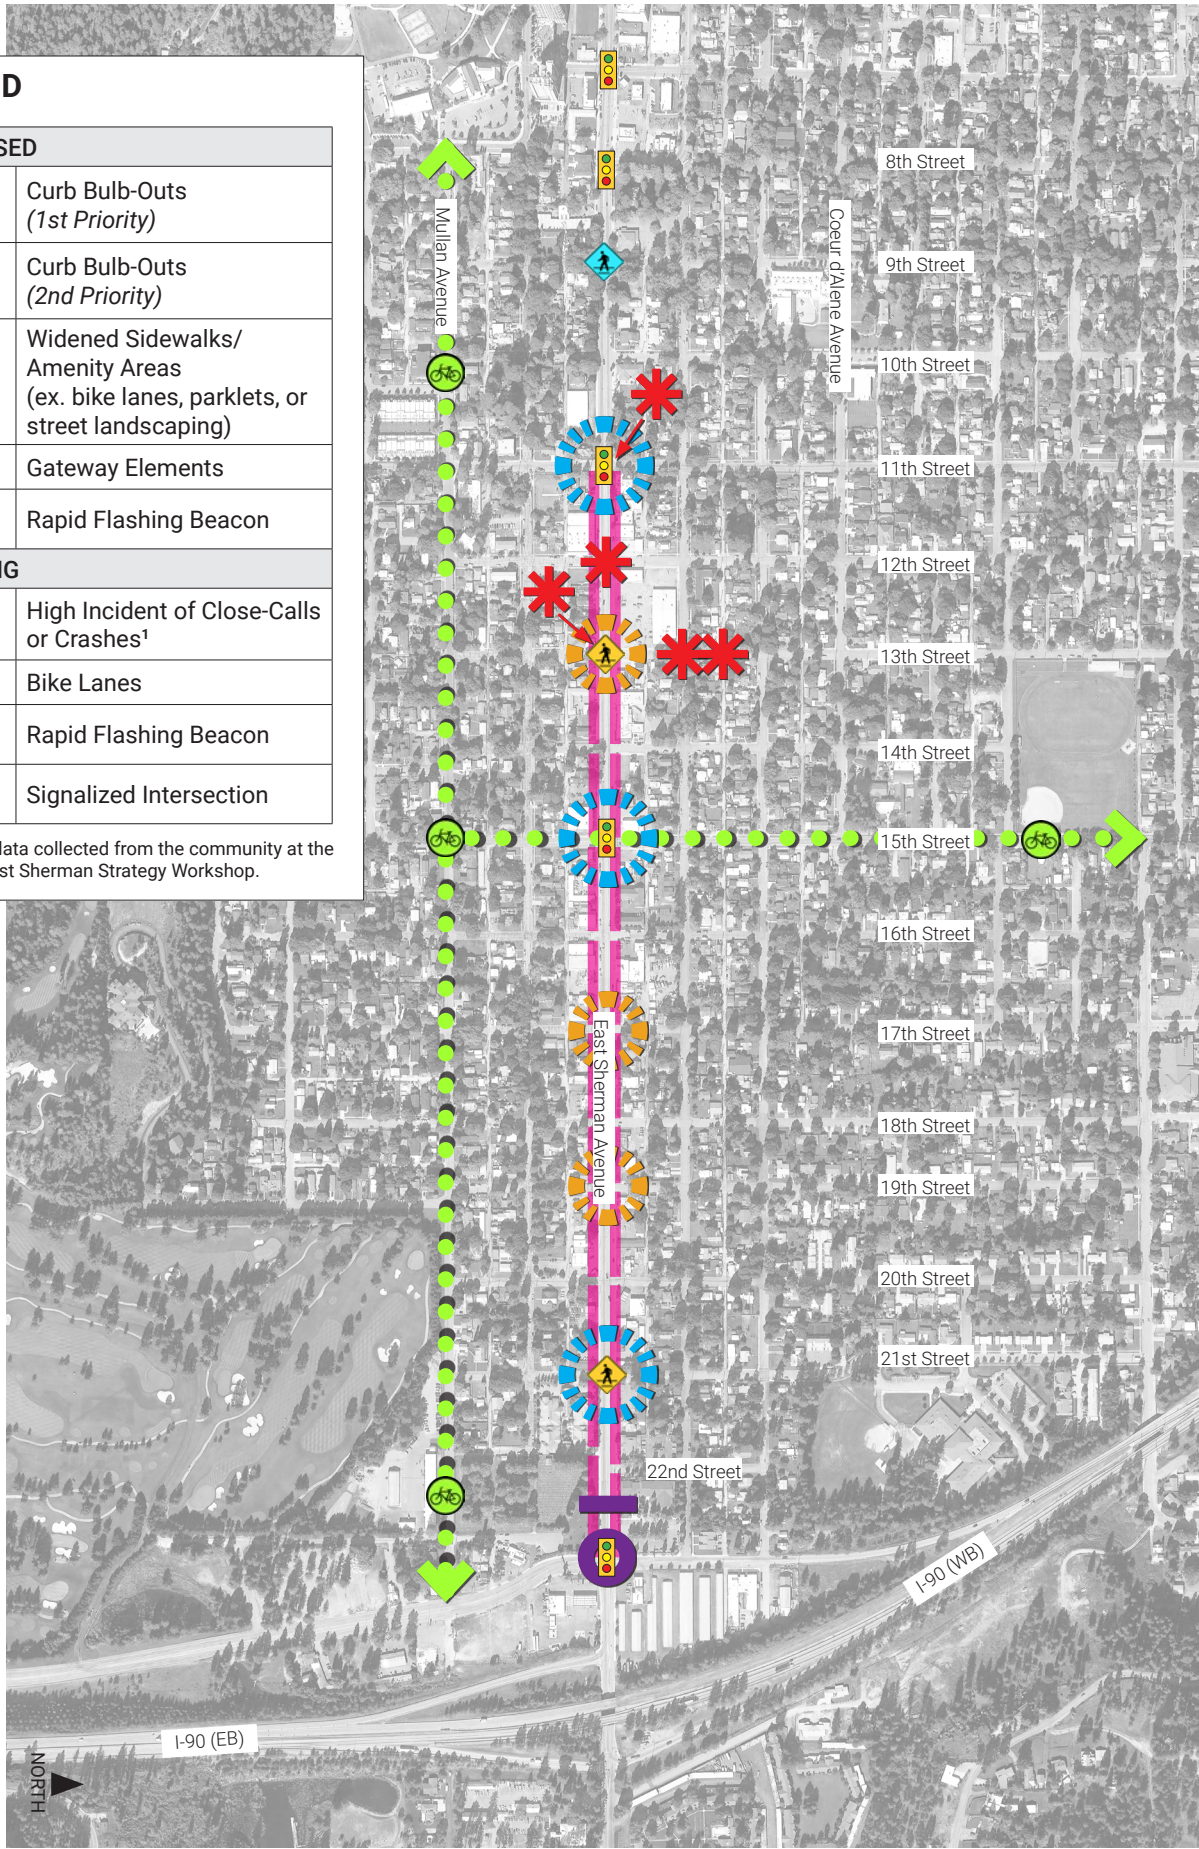 D
SED
Curb Bulb-Outs
(1st Priority)
Curb Bulb-Outs
(2nd Priority)
Widened Sidewalks/
Amenity Areas
(ex. bike lanes, parklets, or
street landscaping)
Gateway Elements
Rapid Flashing Beacon
NG
High Incident of Close-Calls
or Crashes¹
Bike Lanes
Rapid Flashing Beacon
Signalized Intersection
data collected from the community at the
st Sherman Strategy Workshop.
Mullan Avenue
Coeur d'Alene Avenue
East Sherman Avenue
8th Street
9th Street
10th Street
11th Street
12th Street
13th Street
14th Street
15th Street
16th Street
17th Street
18th Street
19th Street
20th Street
21st Street
22nd Street
I-90 (WB)
I-90 (EB)
NORTH